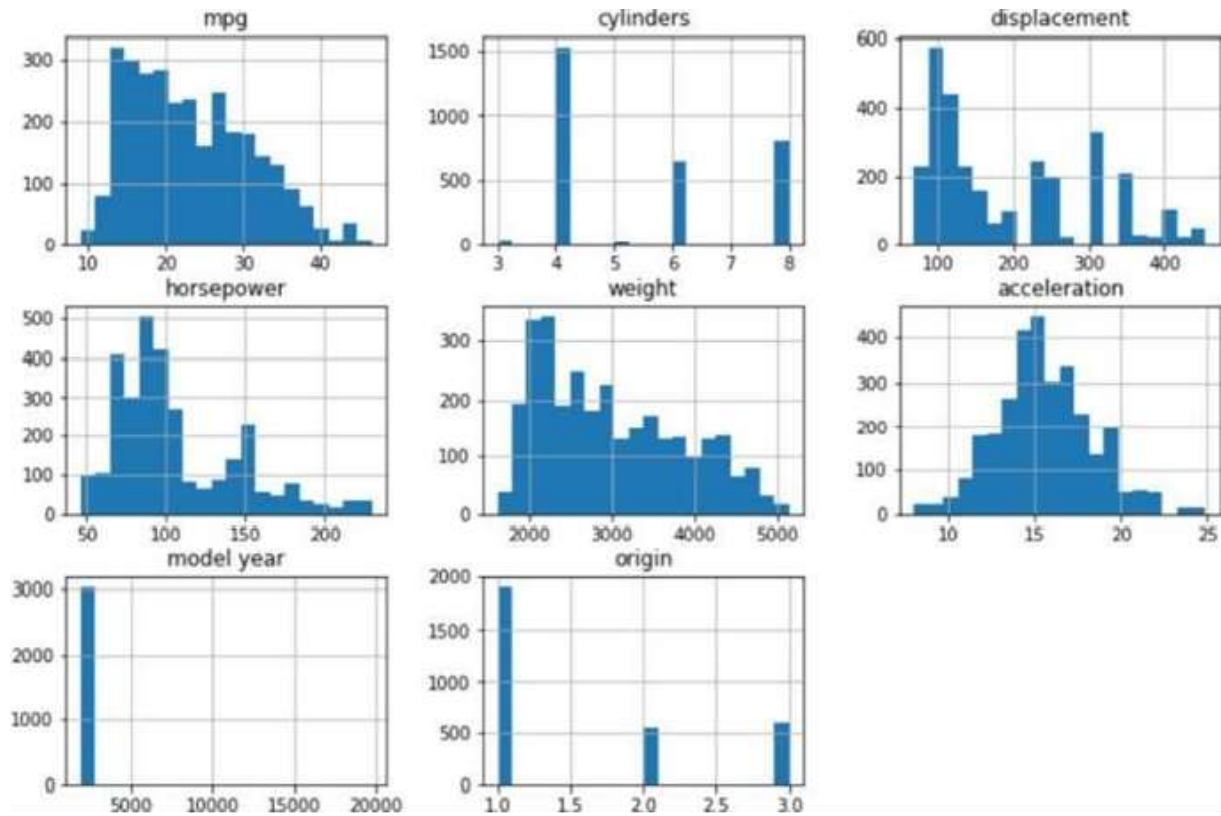 mpg
cylinders
displacement
300
200
100
0
10 20 30 40
1500
1000
500
0
3 4 5 6 7 8
600
400
200
0
100 200 300 400
horsepower
weight
acceleration
500
400
300
200
100
0
50 100 150 200
300
200
100
0
2000 3000 4000 5000
400
300
200
100
0
10 15 20 25
model year
origin
3000
2000
1000
0
5000 10000 15000 20000
2000
1500
1000
500
0
1.0 1.5 2.0 2.5 3.0